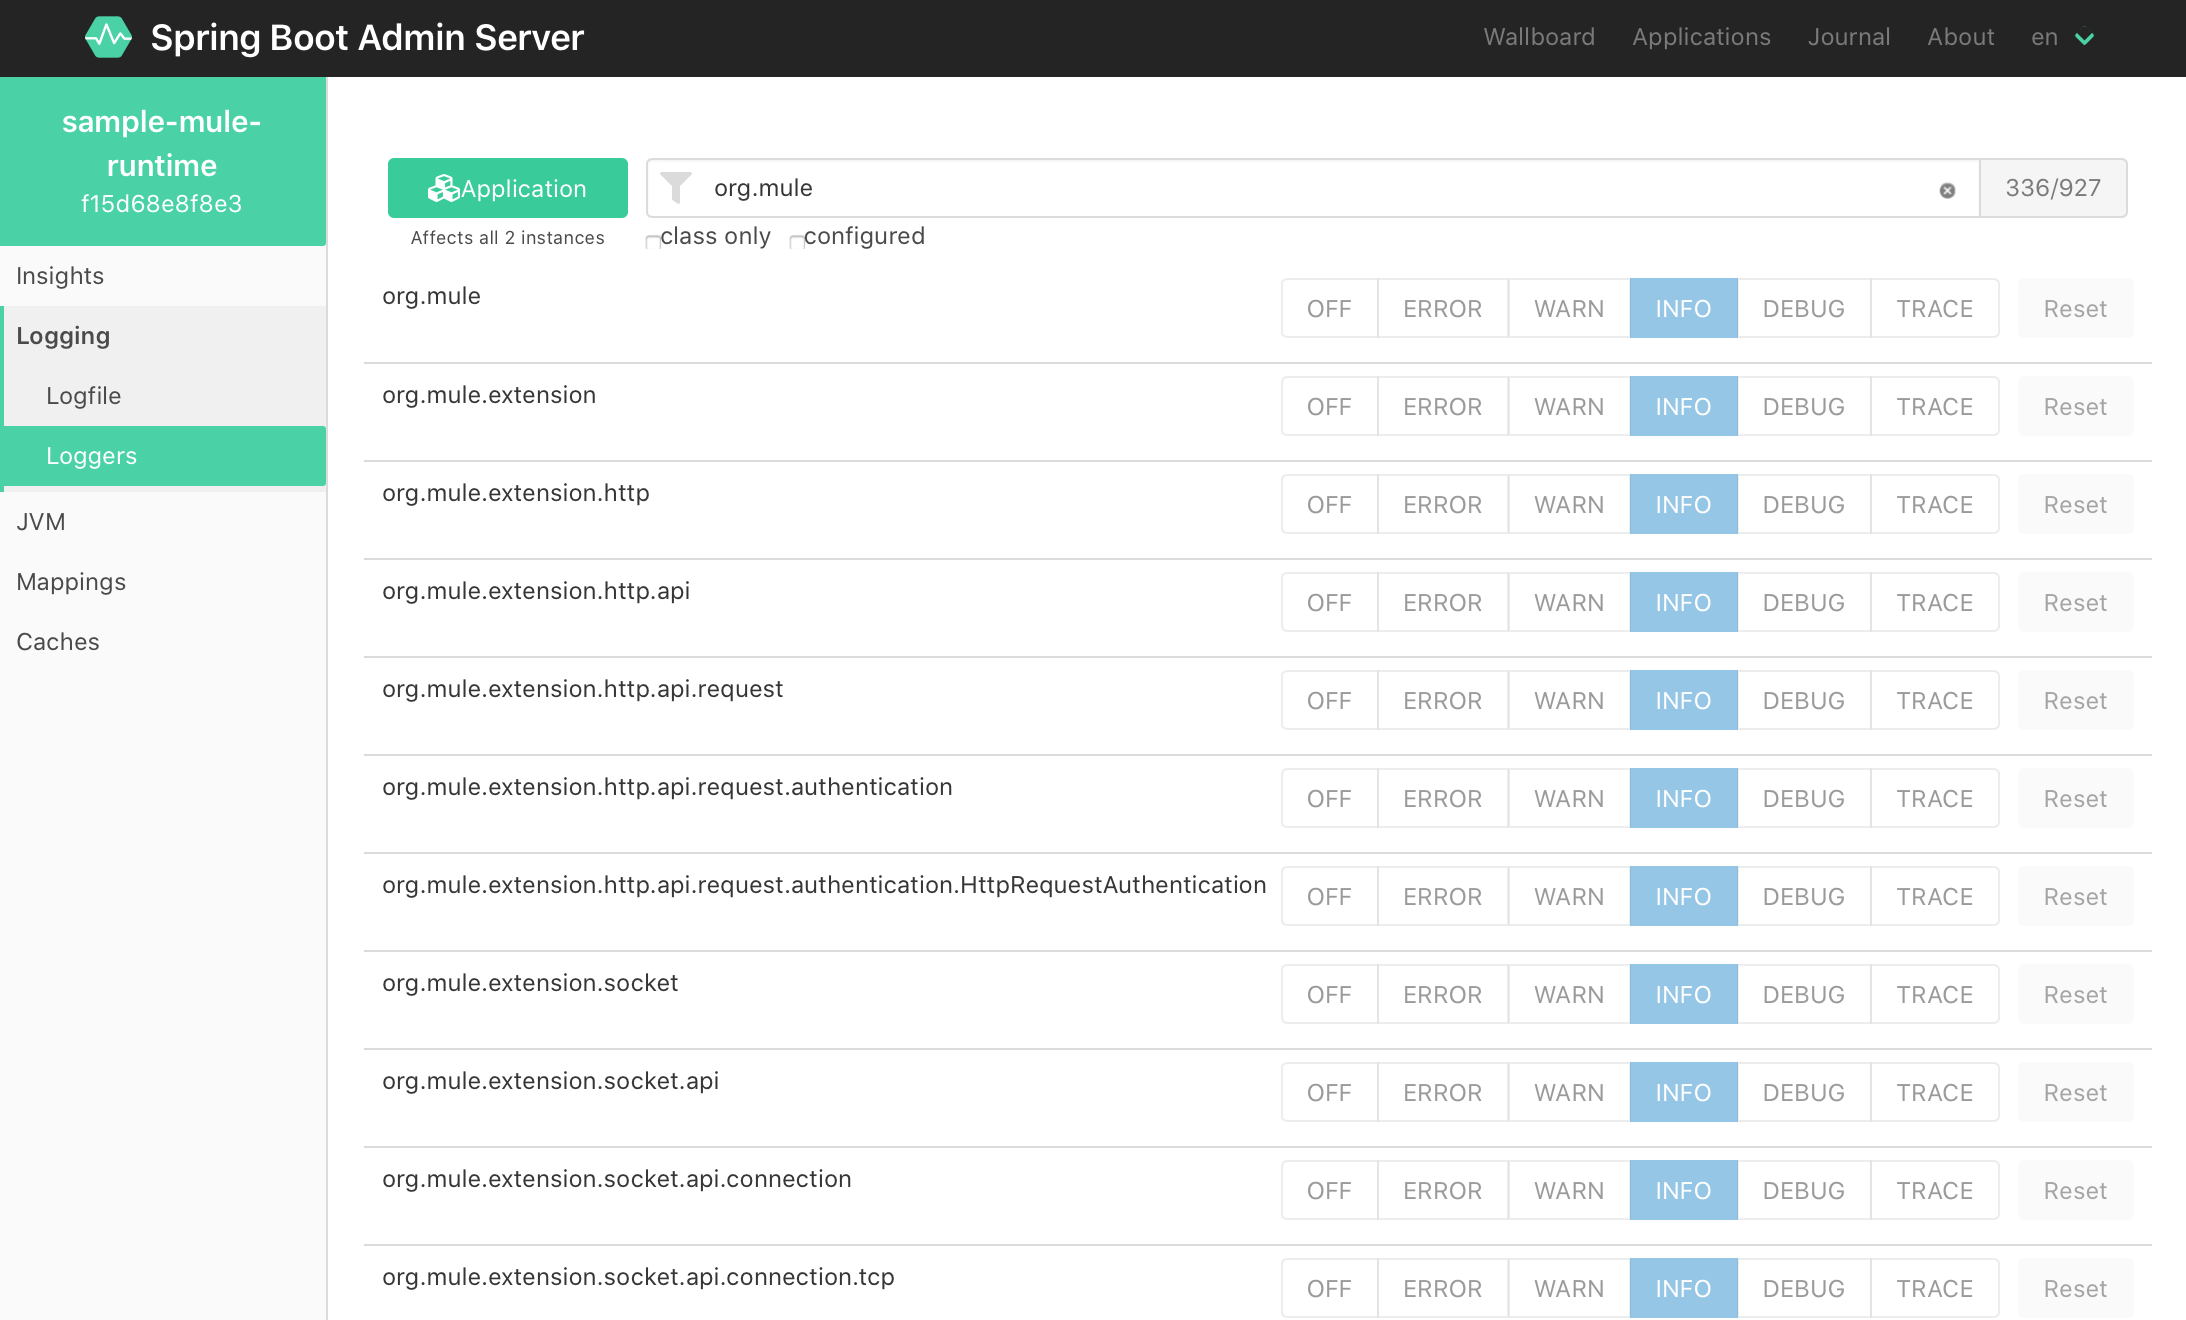 Spring Boot Admin Server
Wallboard Applications Journal About en
sample-mule-
runtime
f15d68e8f8e3
Insights
Logging
Logfile
Loggers
JVM
Mappings
Caches
Application org.mule 336/927
Affects all 2 instances class only configured
org.mule OFF ERROR WARN INFO DEBUG TRACE Reset
org.mule.extension OFF ERROR WARN INFO DEBUG TRACE Reset
org.mule.extension.http OFF ERROR WARN INFO DEBUG TRACE Reset
org.mule.extension.http.api OFF ERROR WARN INFO DEBUG TRACE Reset
org.mule.extension.http.api.request OFF ERROR WARN INFO DEBUG TRACE Reset
org.mule.extension.http.api.request.authentication OFF ERROR WARN INFO DEBUG TRACE Reset
org.mule.extension.http.api.request.authentication.HttpRequestAuthentication OFF ERROR WARN INFO DEBUG TRACE Reset
org.mule.extension.socket OFF ERROR WARN INFO DEBUG TRACE Reset
org.mule.extension.socket.api OFF ERROR WARN INFO DEBUG TRACE Reset
org.mule.extension.socket.api.connection OFF ERROR WARN INFO DEBUG TRACE Reset
org.mule.extension.socket.api.connection.tcp OFF ERROR WARN INFO DEBUG TRACE Reset